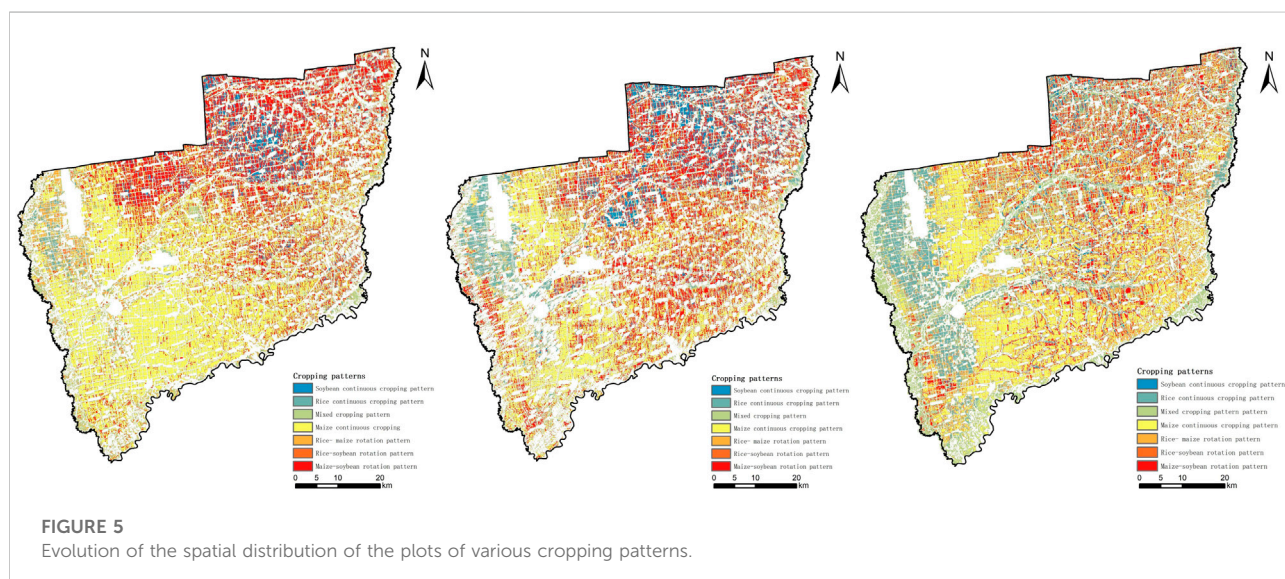 N
Cropping patterns
Soybean continuous cropping pattern
Rice continuous cropping pattern
Mixed cropping pattern
Maize continuous cropping
Rice- maize rotation pattern
Rice-soybean rotation pattern
Maize-soybean rotation pattern
0 5 10 20
km
N
Cropping patterns
Soybean continuous cropping pattern
Rice continuous cropping pattern
Mixed cropping pattern
Maize continuous cropping pattern
Rice- maize rotation pattern
Rice-soybean rotation pattern
Maize-soybean rotation pattern
0 5 10 20
km
N
Cropping patterns
Soybean continuous cropping pattern
Rice continuous cropping pattern
Mixed cropping pattern pattern
Maize continuous cropping pattern
Rice- maize rotation pattern
Rice-soybean rotation pattern
Maize-soybean rotation pattern
0 5 10 20
km
FIGURE 5
Evolution of the spatial distribution of the plots of various cropping patterns.